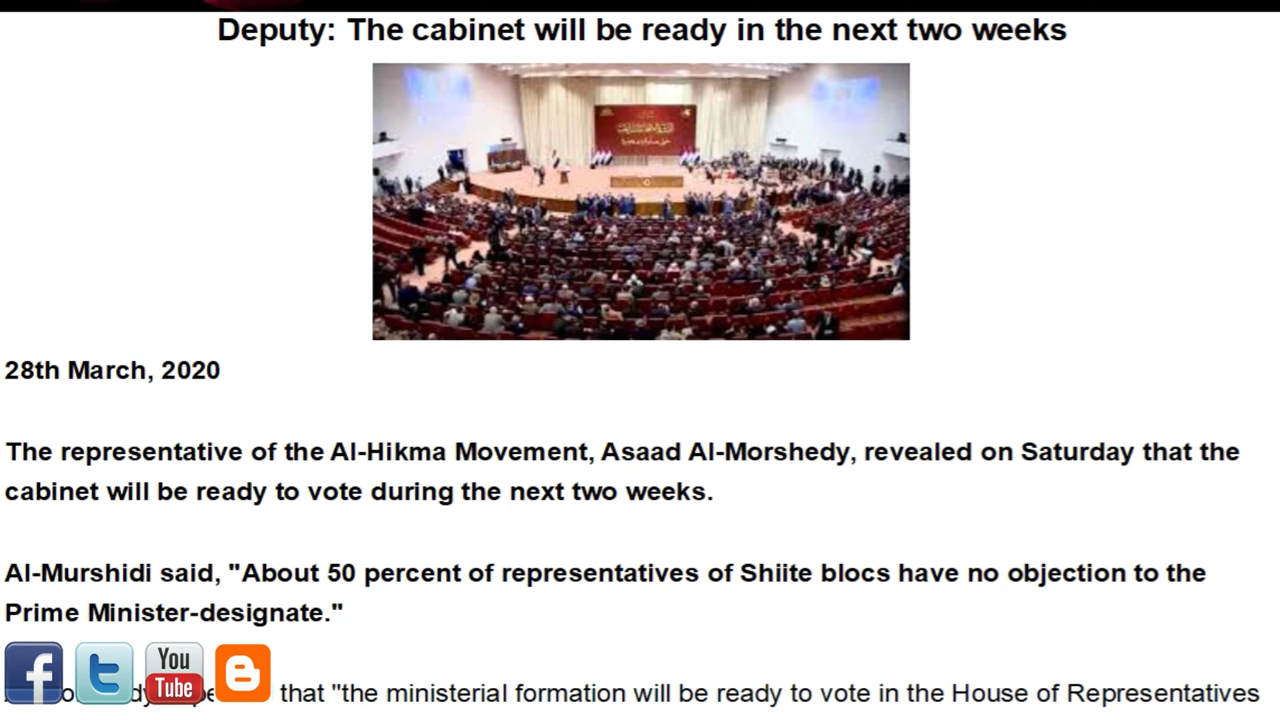 Deputy: The cabinet will be ready in the next two weeks
28th March, 2020
The representative of the Al-Hikma Movement, Asaad Al-Morshedy, revealed on Saturday that the
cabinet will be ready to vote during the next two weeks.
Al-Murshidi said, "About 50 percent of representatives of Shiite blocs have no objection to the
Prime Minister-designate."
You
Tube
that "the ministerial formation will be ready to vote in the House of Representatives